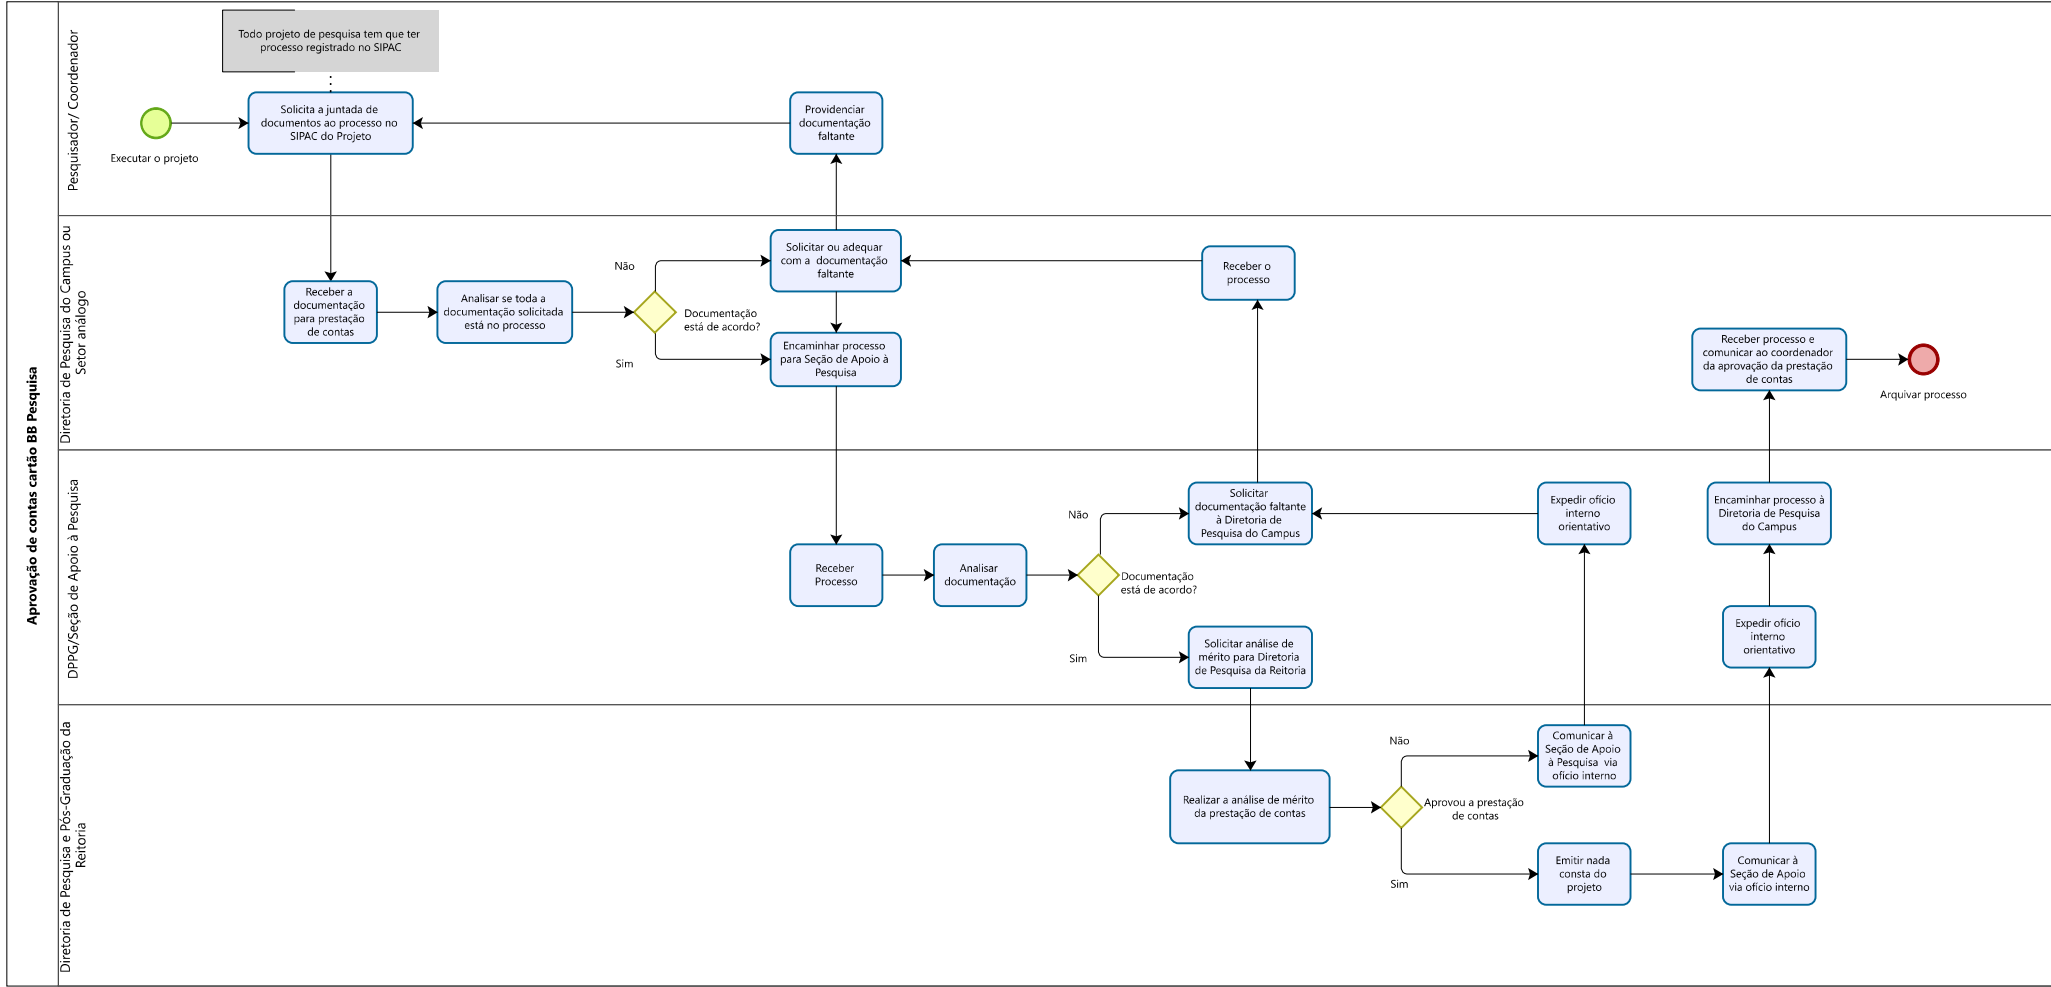 Aprovação de contas cartão BB Pesquisa
Pesquisador/ Coordenador
Todo projeto de pesquisa tem que ter
processo registrado no SIPAC
Executar o projeto
Solicita a juntada de
documentos ao processo no
SIPAC do Projeto
Providenciar
documentação
faltante
Diretoria de Pesquisa do Campus ou
Setor análogo
Receber a
documentação
para prestação
de contas
Analisar se toda a
documentação solicitada
está no processo
Não
Documentação
está de acordo?
Sim
Solicitar ou adequar
com a  documentação
faltante
Encaminhar processo
para Seção de Apoio à
Pesquisa
Receber o
processo
Receber processo e
comunicar ao coordenador
da aprovação da prestação
de contas
Arquivar processo
DPPG/Seção de Apoio à Pesquisa
Receber
Processo
Analisar
documentação
Não
Documentação
está de acordo?
Sim
Solicitar
documentação faltante
à Diretoria de
Pesquisa do Campus
Solicitar análise de
mérito para Diretoria
de Pesquisa da Reitoria
Expedir ofício
interno
orientativo
Encaminhar processo à
Diretoria de Pesquisa
do Campus
Expedir ofício
interno
orientativo
Diretoria de Pesquisa e Pós-Graduação da
Reitoria
Realizar a análise de mérito
da prestação de contas
Não
Aprovou a prestação
de contas
Sim
Comunicar à
Seção de Apoio
à Pesquisa  via
ofício interno
Emitir nada
consta do
projeto
Comunicar à
Seção de Apoio
via ofício interno